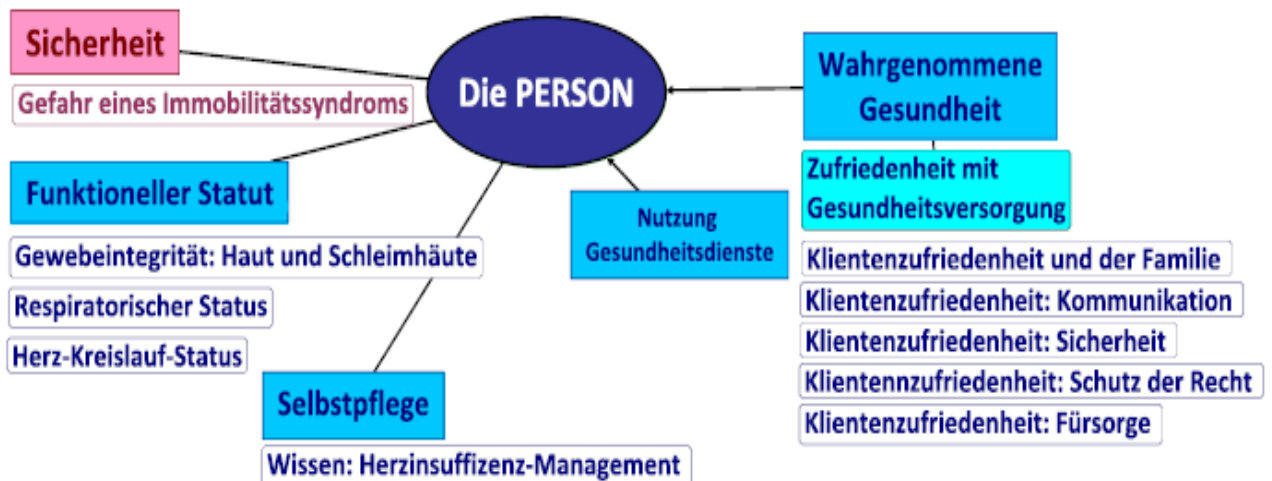 Sicherheit
Gefahr eines Immobilitätssyndroms
Die PERSON
Wahrgenommene
Gesundheit
Zufriedenheit mit
Gesundheitsversorgung
Funktioneller Statut
Gewebeintegrität: Haut und Schleimhäute
Respiratorischer Status
Herz-Kreislauf-Status
Nutzung
Gesundheitsdienste
Klientenzufriedenheit und der Familie
Klientenzufriedenheit: Kommunikation
Klientenzufriedenheit: Sicherheit
Klientennzufriedenheit: Schutz der Recht
Klientenzufriedenheit: Fürsorge
Selbstpflege
Wissen: Herzinsuffizenz-Management